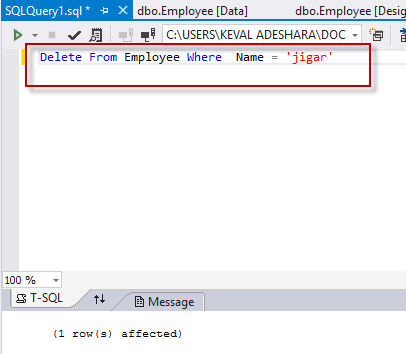 SQLQuery1.sql * dbo.Employee [Data] dbo.Employee [Desig
C:\USERS\KEVAL ADESHARA\DOC
Delete From Employee Where  Name = 'jigar'
100 %
T-SQL Message
(1 row(s) affected)